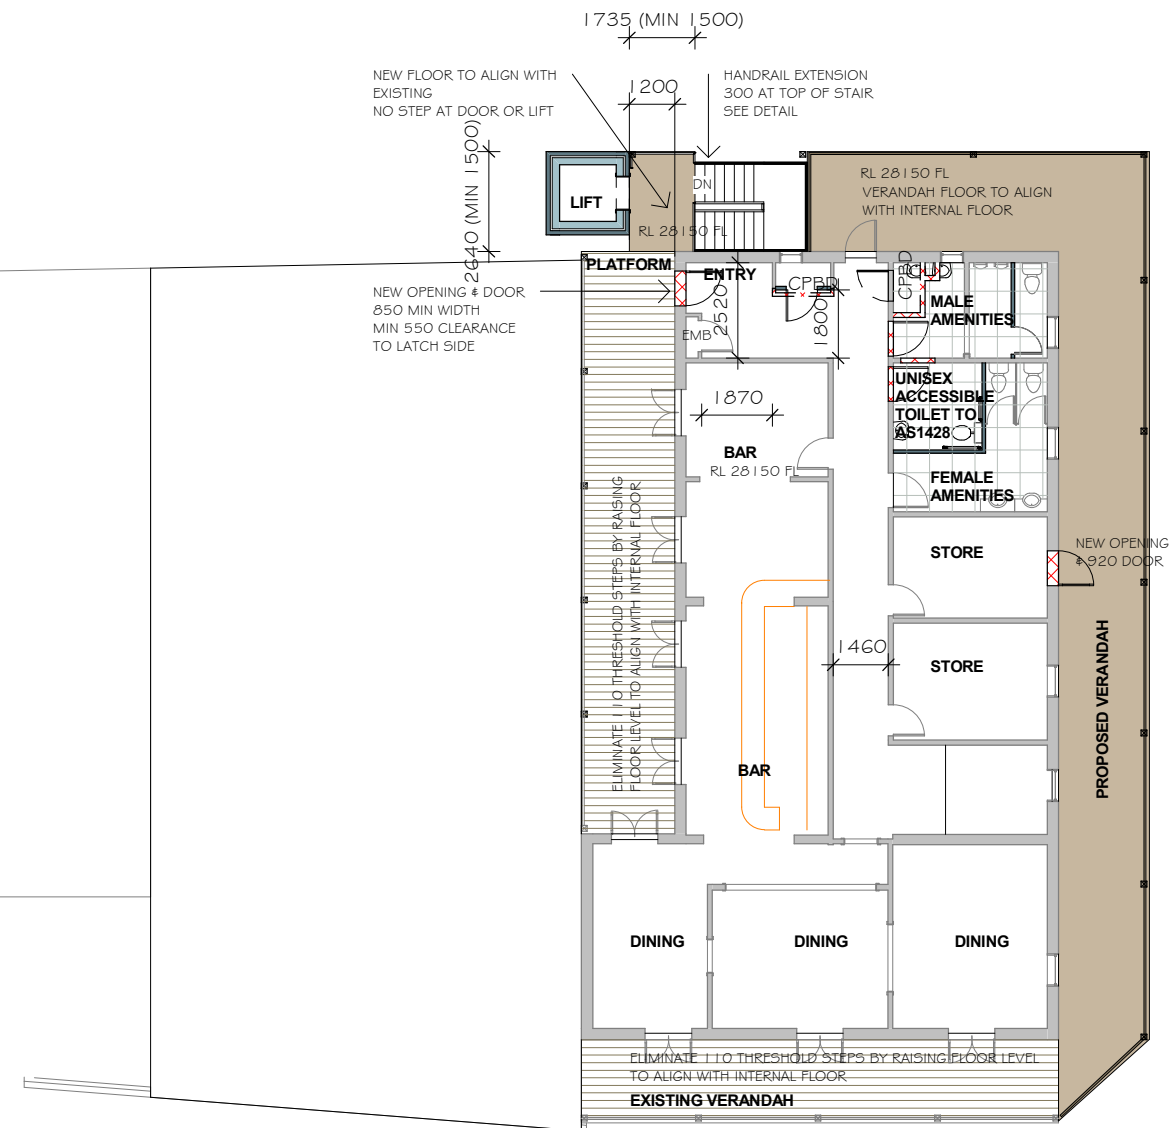 1735 (MIN 1500)
NEW FLOOR TO ALIGN WITH
EXISTING
NO STEP AT DOOR OR LIFT
1200
HANDRAIL EXTENSION
300 AT TOP OF STAIR
SEE DETAIL
2640 (MIN 1500)
LIFT
DN
RL 28150 FL
RL 28150 FL
VERANDAH FLOOR TO ALIGN
WITH INTERNAL FLOOR
PLATFORM
ENTRY
CPBD
CPBD
NEW OPENING & DOOR
850 MIN WIDTH
MIN 550 CLEARANCE
TO LATCH SIDE
EMB
2520
1800
MALE
AMENITIES
UNISEX
ACCESSIBLE
TOILET TO
AS1428
1870
BAR
RL 28150 FL
FEMALE
AMENITIES
ELIMINATE 110 THRESHOLD STEPS BY RAISING
FLOOR LEVEL TO ALIGN WITH INTERNAL FLOOR
STORE
NEW OPENING
& 920 DOOR
1460
STORE
PROPOSED VERANDAH
BAR
DINING
DINING
DINING
ELIMINATE 110 THRESHOLD STEPS BY RAISING FLOOR LEVEL
TO ALIGN WITH INTERNAL FLOOR
EXISTING VERANDAH